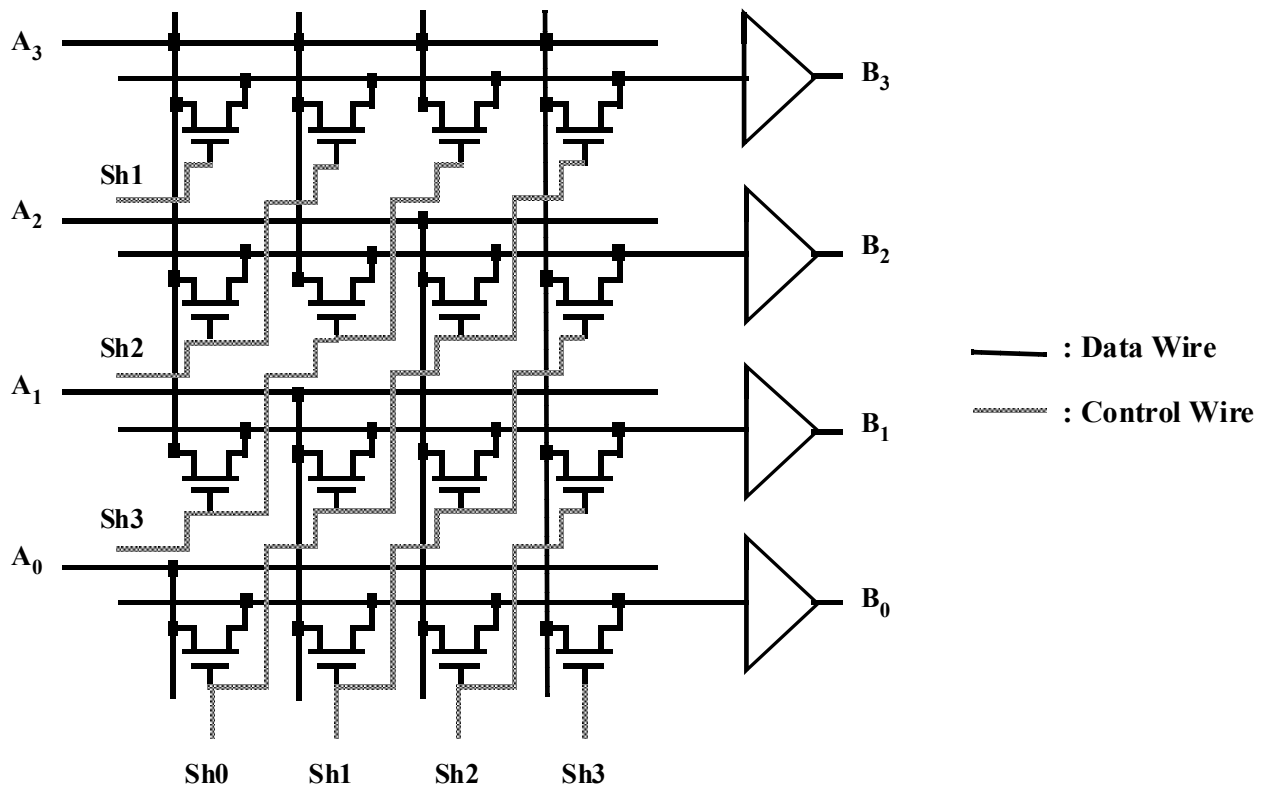 A3
B3
Sh1
A2
B2
Sh2
: Data Wire
A1
: Control Wire
B1
Sh3
A0
B0
Sh0 Sh1 Sh2 Sh3